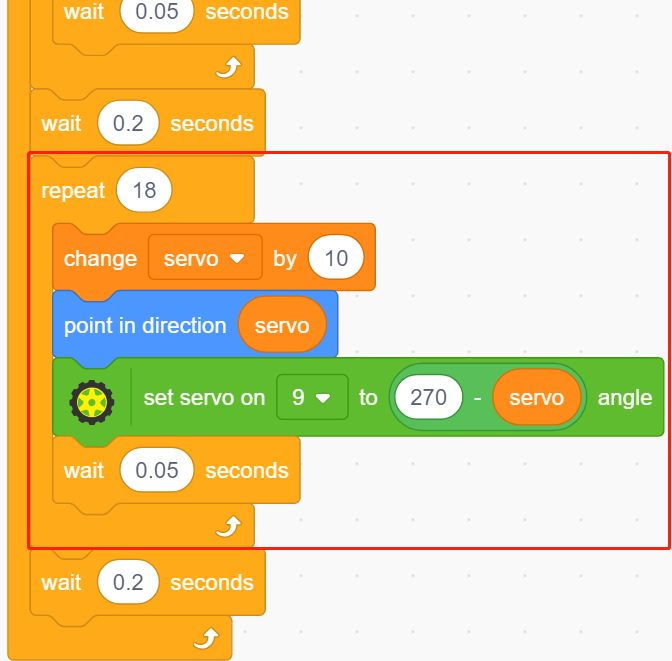 wait 0.05 seconds
wait 0.2 seconds
repeat 18
change servo by 10
point in direction servo
set servo on 9 to 270 - servo angle
wait 0.05 seconds
wait 0.2 seconds